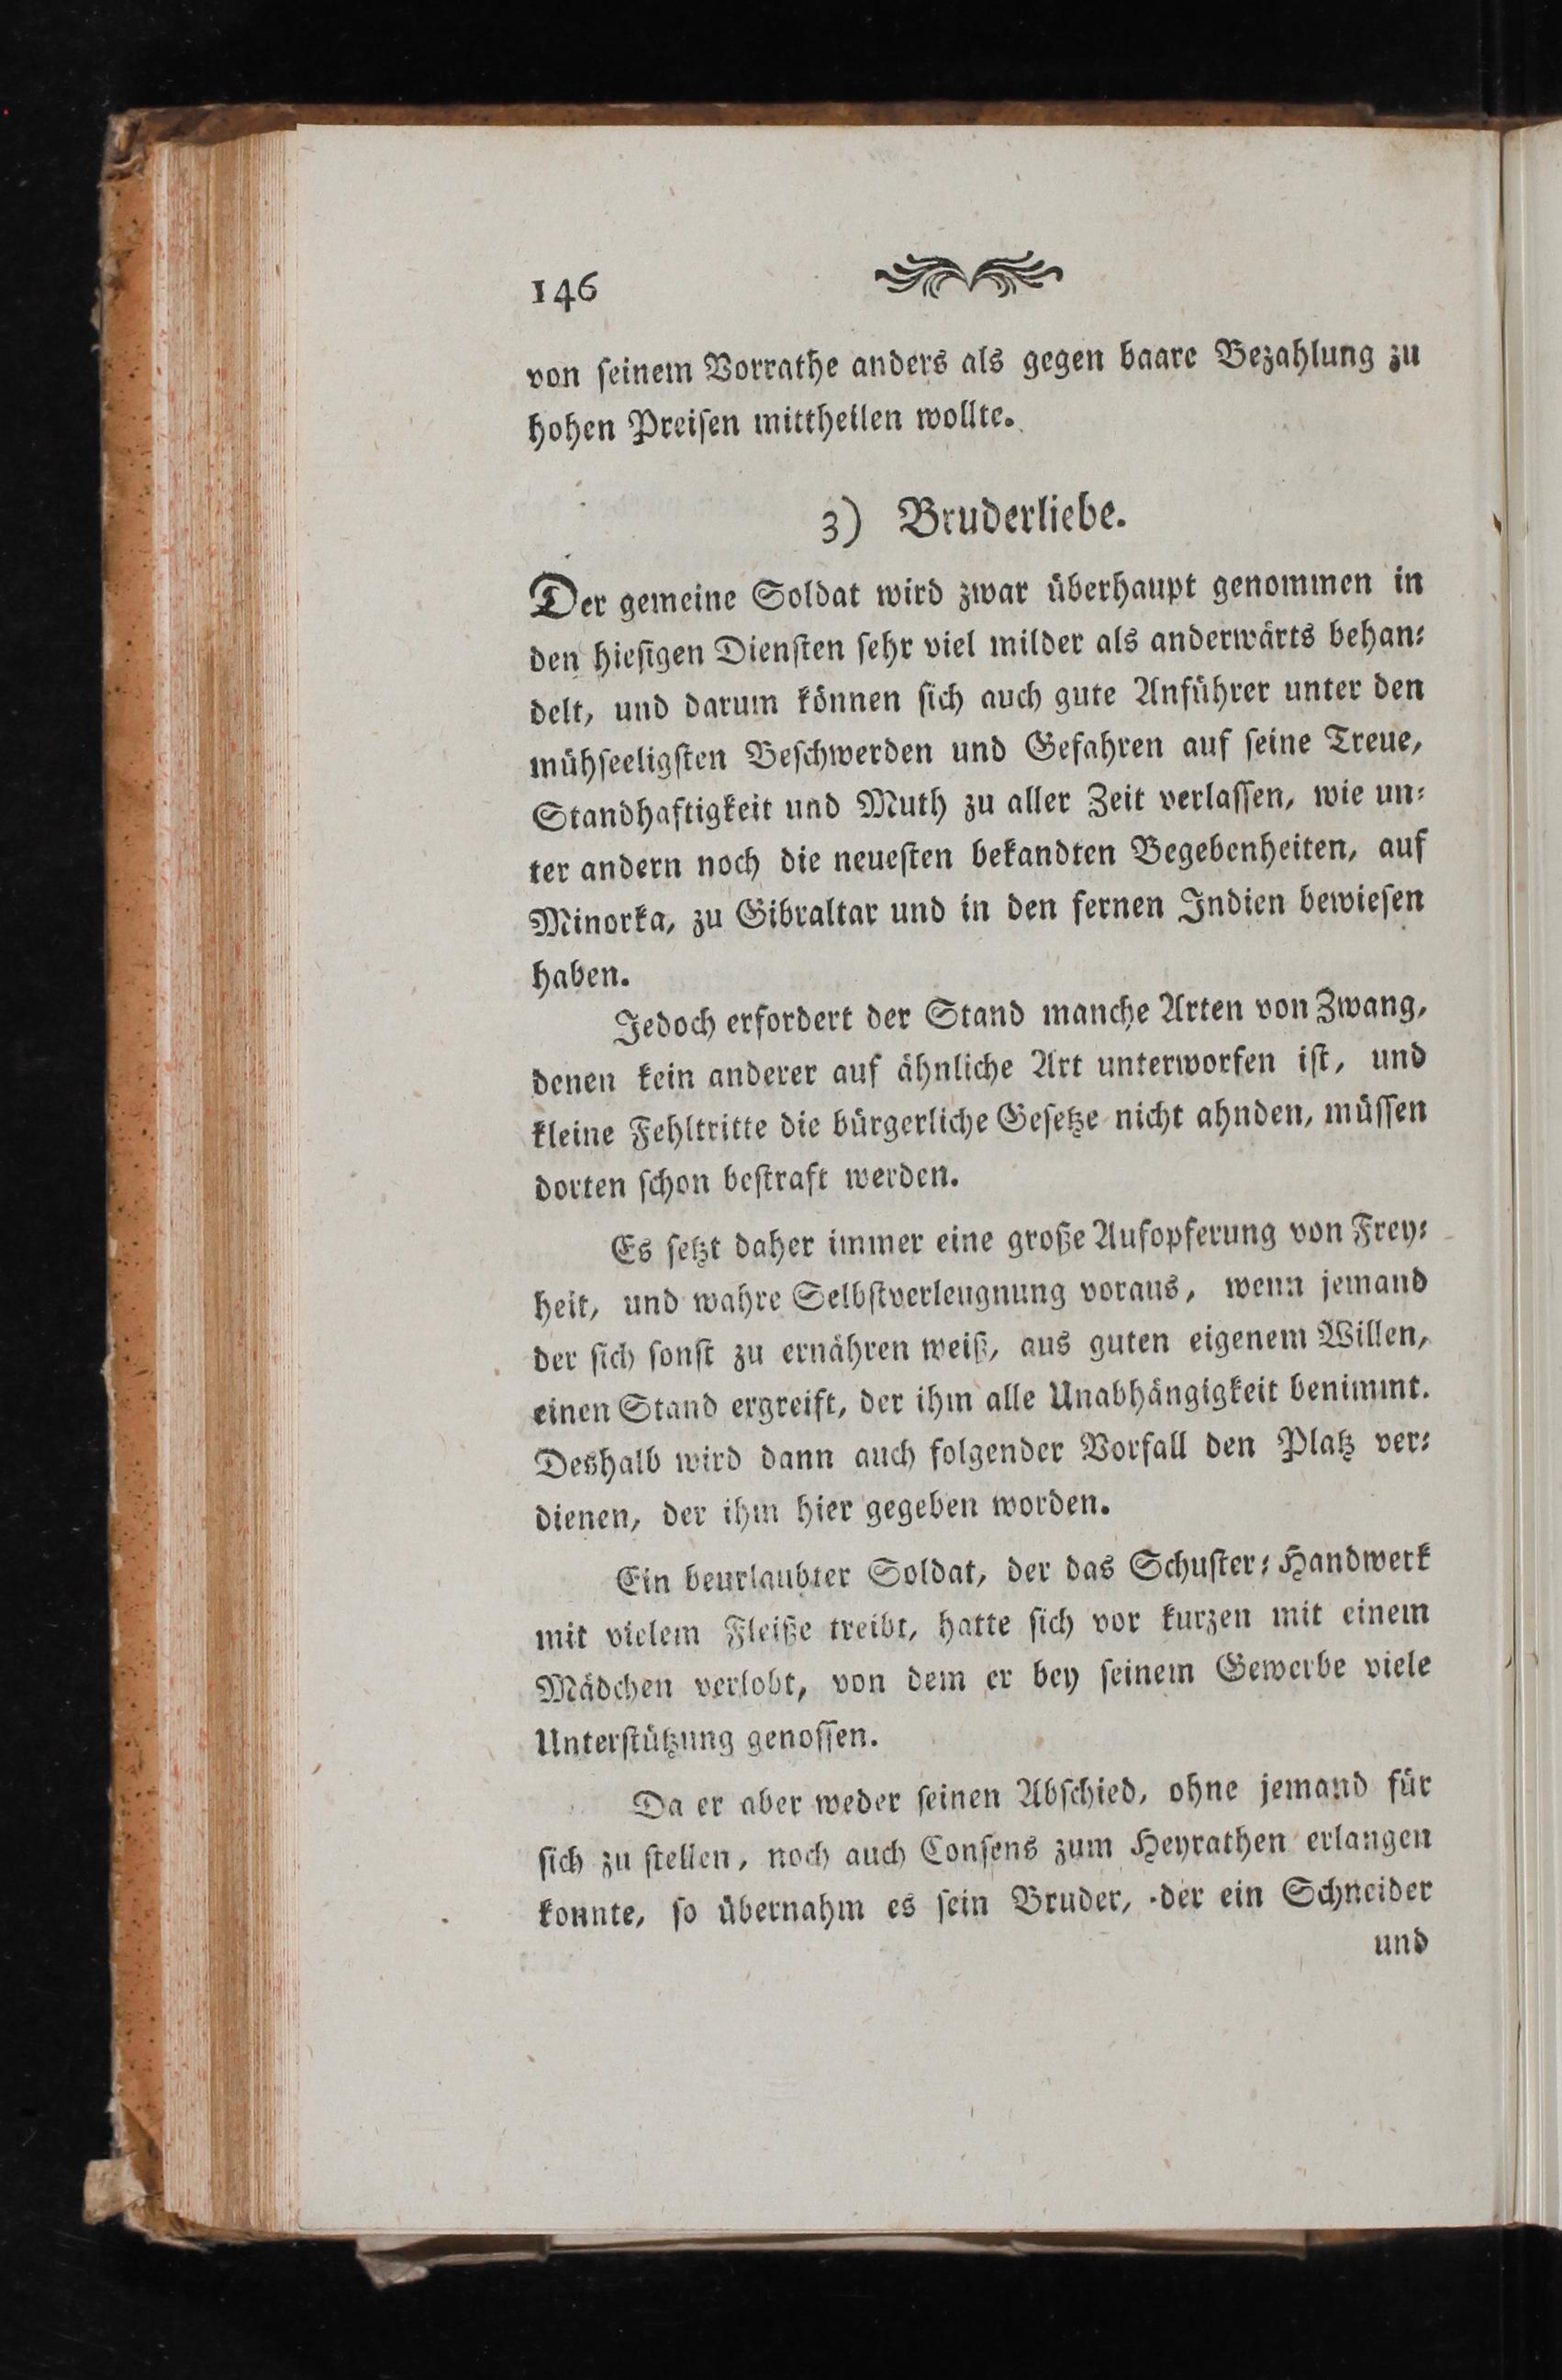 146
von ſeinem Vorrathe anders als gegen baare Bezahlung zu
hohen Preiſen mittheilen wollte.
3) Bruderliebe.
Der gemeine Soldat wird zwar überhaupt genommen in
den hieſigen Dienſten ſehr viel milder als anderwärts behan⸗
delt, und darum können ſich auch gute Anführer unter den
mühſeeligſten Beſchwerden und Gefahren auf ſeine Treue,
Standhaftigkeit und Muth zu aller Zeit verlaſſen, wie un⸗
ter andern noch die neueſten bekandten Begebenheiten, auf
Minorka, zu Gibraltar und in den fernen Indien bewieſen
haben.
Jedoch erfordert der Stand manche Arten von Zwang,
denen kein anderer auf ähnliche Art unterworfen iſt, und
kleine Fehltritte die bürgerliche Geſetze nicht ahnden, müſſen
dorten ſchon beſtraft werden.
Es ſetzt daher immer eine große Aufopferung von Frey⸗
heit, und wahre Selbſtverleugnung voraus, wenn jemand
der ſich ſonſt zu ernähren weiß, aus guten eigenem Willen,
einen Stand ergreift, der ihm alle Unabhängigkeit benimmt.
Deshalb wird dann auch folgender Vorfall den Platz ver⸗
dienen, der ihm hier gegeben worden.
Ein beurlaubter Soldat, der das Schuſter⸗Handwerk
mit vielem Fleiße treibt, hatte ſich vor kurzen mit einem
Mädchen verlobt, von dem er bey ſeinem Gewerbe viele
Unterſtützung genoſſen.
Da er aber weder ſeinen Abſchied, ohne jemand für
ſich zu ſtellen, noch auch Conſens zum Heyrathen erlangen
konnte, ſo übernahm es ſein Bruder, der ein Schneider
und